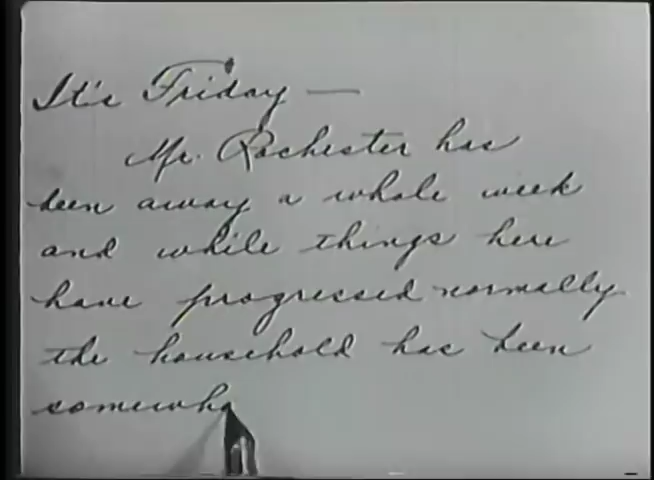 It's Friday —
Mr. Rochester has
been away a whole week
and while things here
have progressed normally
the household has been
somewha